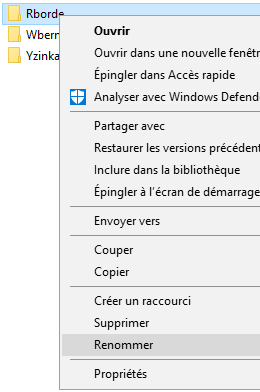 Rborde
Wbern
Yzinka
Ouvrir
Ouvrir dans une nouvelle fenêtr
Épingler dans Accès rapide
Analyser avec Windows Defende
Partager avec
Restaurer les versions précédent
Inclure dans la bibliothèque
Épingler à l'écran de démarrage
Envoyer vers
Couper
Copier
Créer un raccourci
Supprimer
Renommer
Propriétés